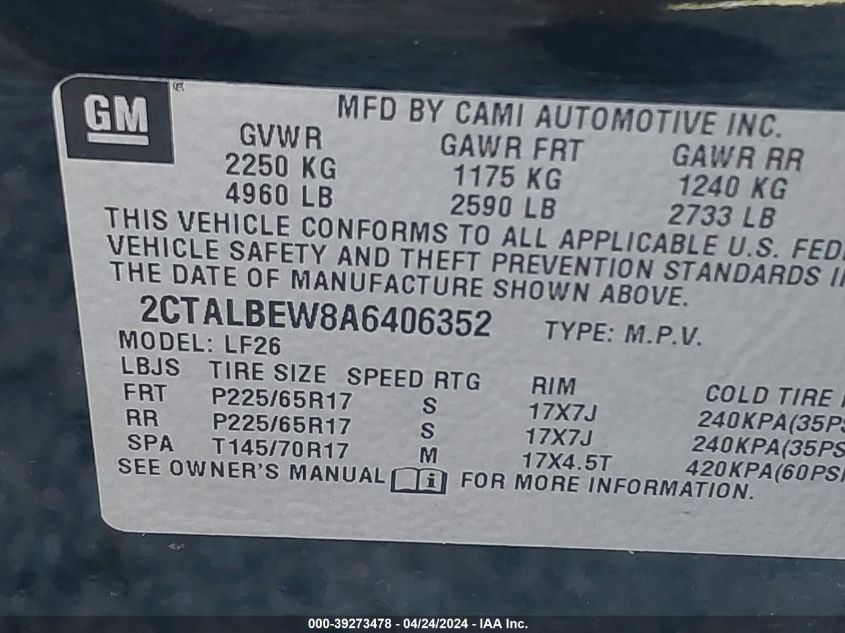 GM
MFD BY CAMI AUTOMOTIVE INC.
GVWR GAWR FRT GAWR RR
2250 KG 1175 KG 1240 KG
4960 LB 2590 LB 2733 LB
THIS VEHICLE CONFORMS TO ALL APPLICABLE U.S. FED
VEHICLE SAFETY AND THEFT PREVENTION STANDARDS I
THE DATE OF MANUFACTURE SHOWN ABOVE.
2CTALBEW8A6406352 TYPE: M.P.V.
MODEL: LF26
LBJS TIRE SIZE SPEED RTG RIM COLD TIRE
FRT P225/65R17 S 17X7J 240KPA(35PS
RR P225/65R17 S 17X7J 240KPA(35PS
SPA T145/70R17 M 17X4.5T 420KPA(60PSI
SEE OWNER'S MANUAL i FOR MORE INFORMATION.
000-39273478 - 04/24/2024 - IAA Inc.